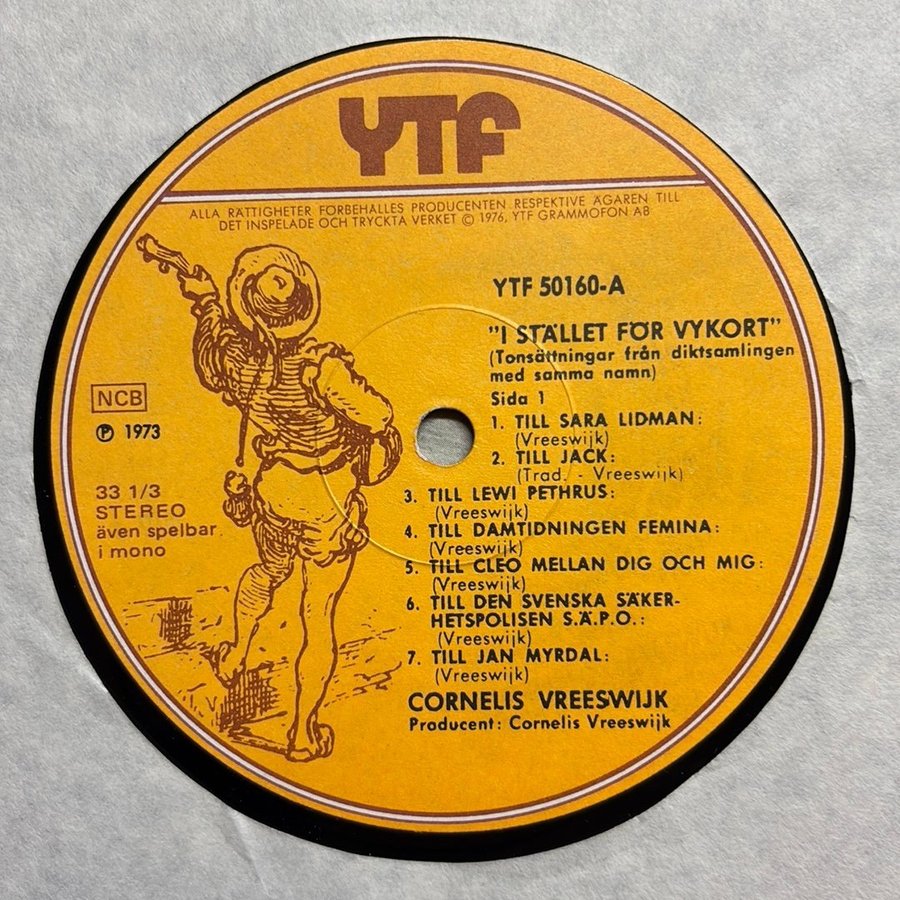 YTF
ALLA RÄTTIGHETER FÖRBEHALLES PRODUCENTEN RESPEKTIVE ÄGAREN TILL
DET INSPELADE OCH TRYCKTA VERKET © 1976, YTF GRAMMOFON AB
YTF 50160-A
"I STÄLLET FÖR VYKORT"
(Tonsättningar från diktsamlingen
med samma namn)
Sida 1
1. TILL SARA LIDMAN:
(Vreeswijk)
2. TILL JACK:
(Trad. - Vreeswijk)
3. TILL LEWI PETHRUS:
(Vreeswijk)
4. TILL DAMTIDNINGEN FEMINA:
(Vreeswijk)
5. TILL CLEO MELLAN DIG OCH MIG:
(Vreeswijk)
6. TILL DEN SVENSKA SÄKER-
HETSPOLISEN S.Ä.P.O.:
(Vreeswijk)
7. TILL JAN MYRDAL:
(Vreeswijk)
CORNELIS VREESWIJK
Producent: Cornelis Vreeswijk
NCB
℗ 1973
33 1/3
STEREO
även spelbar
i mono